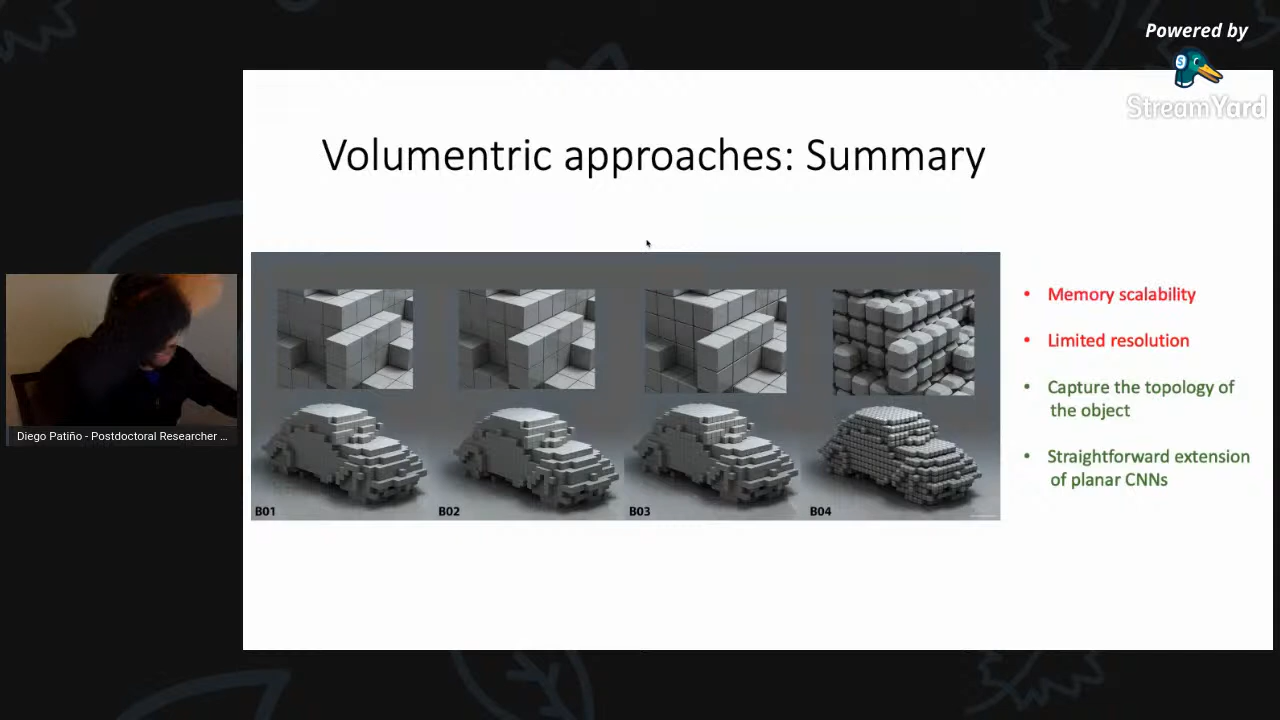 Powered by
StreamYard
Volumentric approaches: Summary
• Memory scalability
• Limited resolution
• Capture the topology of
the object
• Straightforward extension
of planar CNNs
B01
B02
B03
B04
Diego Patiño - Postdoctoral Researcher ...